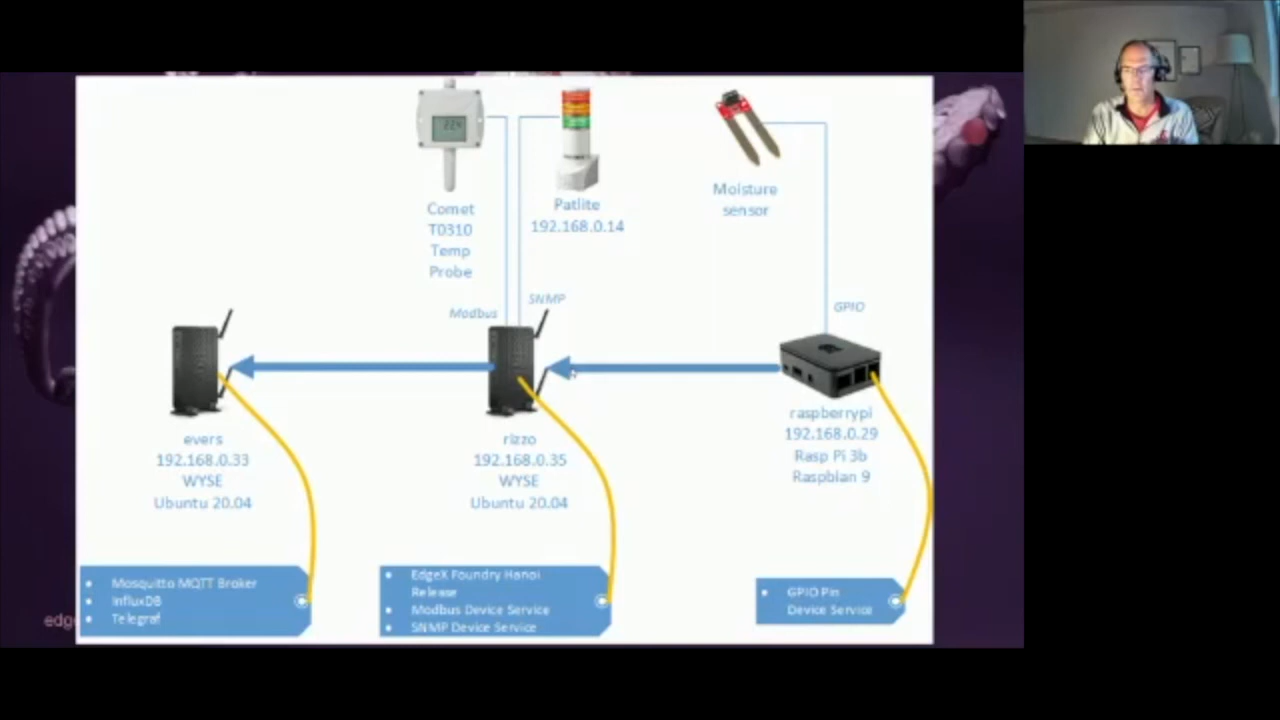 Comet
T0310
Temp
Probe
Patlite
192.168.0.14
Moisture
sensor
Modbus
SNMP
GPIO
evers
192.168.0.33
WYSE
Ubuntu 20.04
rizzo
192.168.0.35
WYSE
Ubuntu 20.04
raspberrypi
192.168.0.29
Rasp Pi 3b
Raspbian 9
Mosquitto MQTT Broker
InfluxDB
Telegraf
EdgeX Foundry Hanoi
Release
Modbus Device Service
SNMP Device Service
GPIO Pin
Device Service
edg